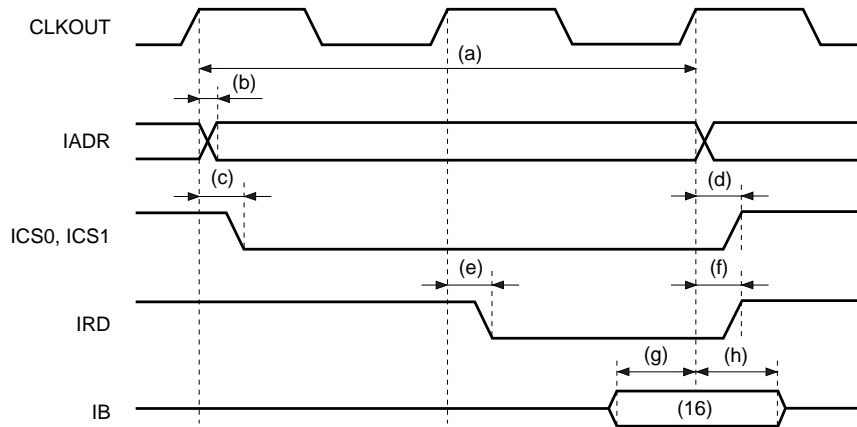 CLKOUT
(a)
(b)
IADR
(c)
(d)
ICS0, ICS1
(e)
(f)
IRD
(g)
(h)
IB
(16)